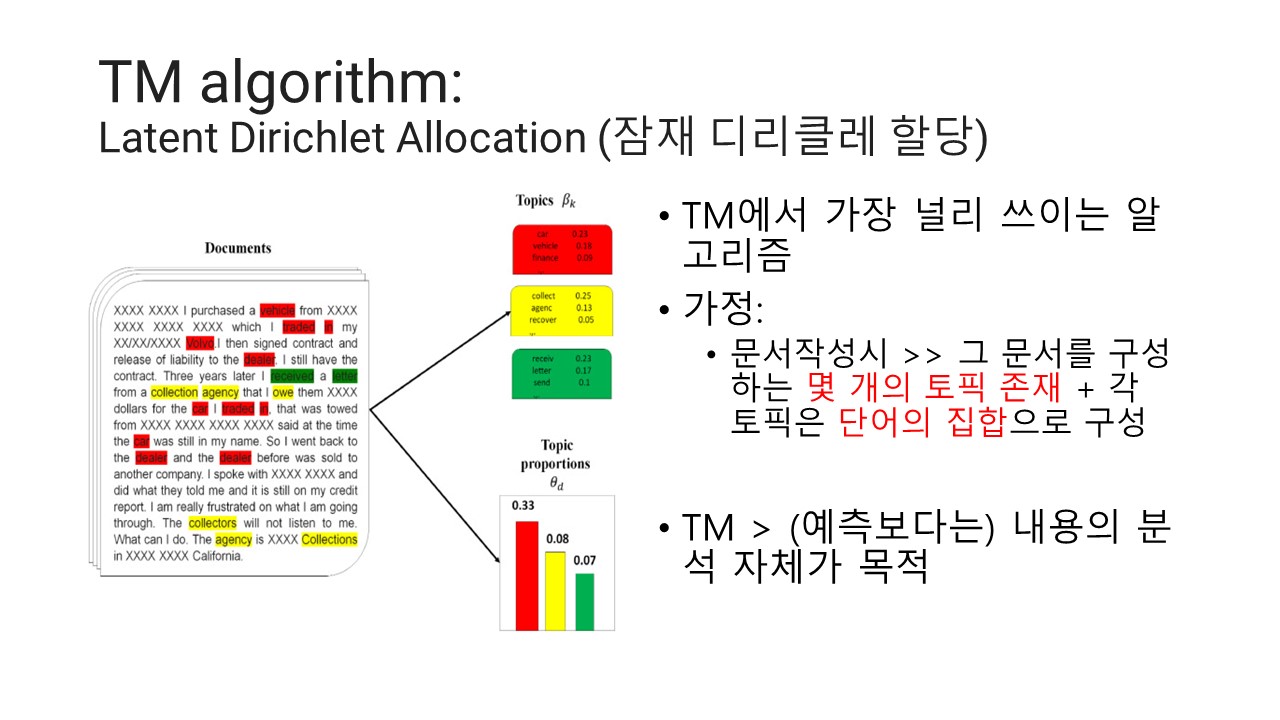 TM algorithm:
Latent Dirichlet Allocation (잠재 디리클레 할당)
Documents
XXXX XXXX I purchased a vehicle from XXXX
XXXX XXXX XXXX which I traded in my
XX/XX/XXXX Volvo.I then signed contract and
release of liability to the dealer. I still have the
contract. Three years later I received a letter
from a collection agency that I owe them XXXX
dollars for the car I traded in, that was towed
from XXXX XXXX XXXX XXXX said at the time
the car was still in my name. So I went back to
the dealer and the dealer before was sold to
another company. I spoke with XXXX XXXX and
did what they told me and it is still on my credit
report. I am really frustrated on what I am going
through. The collectors will not listen to me.
What can I do. The agency is XXXX Collections
in XXXX XXXX California.
Topics βk
car 0.23
vehicle 0.18
finance 0.09
collect 0.25
agenc 0.13
recover 0.05
receiv 0.23
letter 0.17
send 0.1
Topic
proportions
θd
0.33
0.08
0.07
• TM에서 가장 널리 쓰이는 알
고리즘
• 가정:
• 문서작성시 >> 그 문서를 구성
하는 몇 개의 토픽 존재 + 각
토픽은 단어의 집합으로 구성
• TM > (예측보다는) 내용의 분
석 자체가 목적